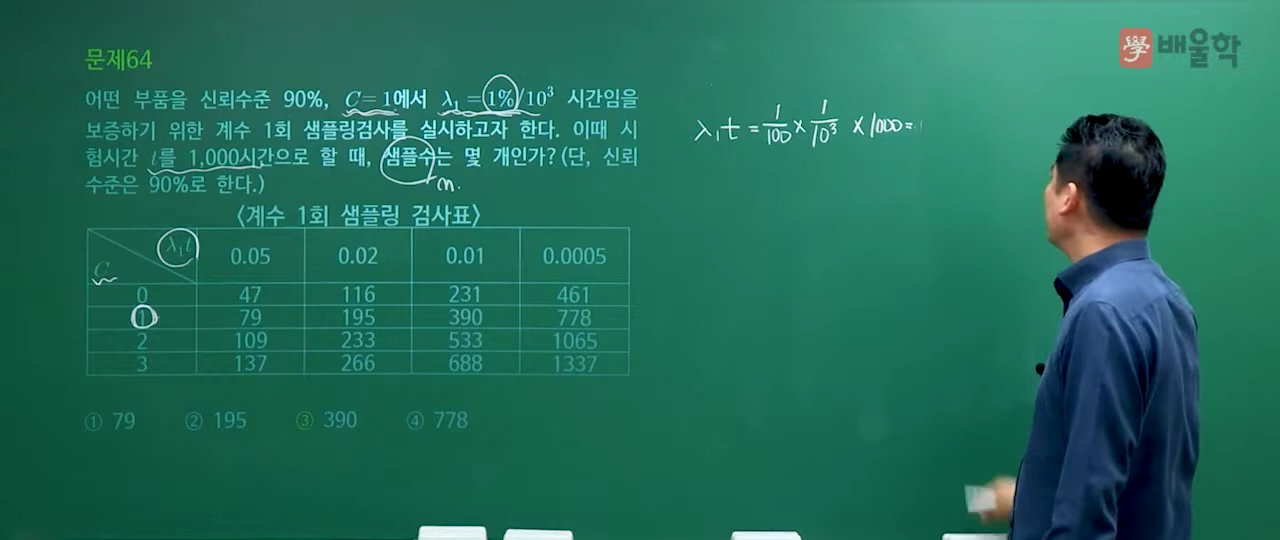 學 배울학
문제64
어떤 부품을 신뢰수준 90%, C=1에서 λ₁=1%/10³ 시간임을
보증하기 위한 계수 1회 샘플링검사를 실시하고자 한다. 이때 시
험시간 t를 1,000시간으로 할 때, 샘플수는 몇 개인가?(단, 신뢰
수준은 90%로 한다.)
n.
λ₁t = 1/100 × 1/10³ × 1000 =
〈계수 1회 샘플링 검사표〉
C λ₁t 0.05 0.02 0.01 0.0005
0 47 116 231 461
1 79 195 390 778
2 109 233 533 1065
3 137 266 688 1337
① 79 ② 195 ③ 390 ④ 778